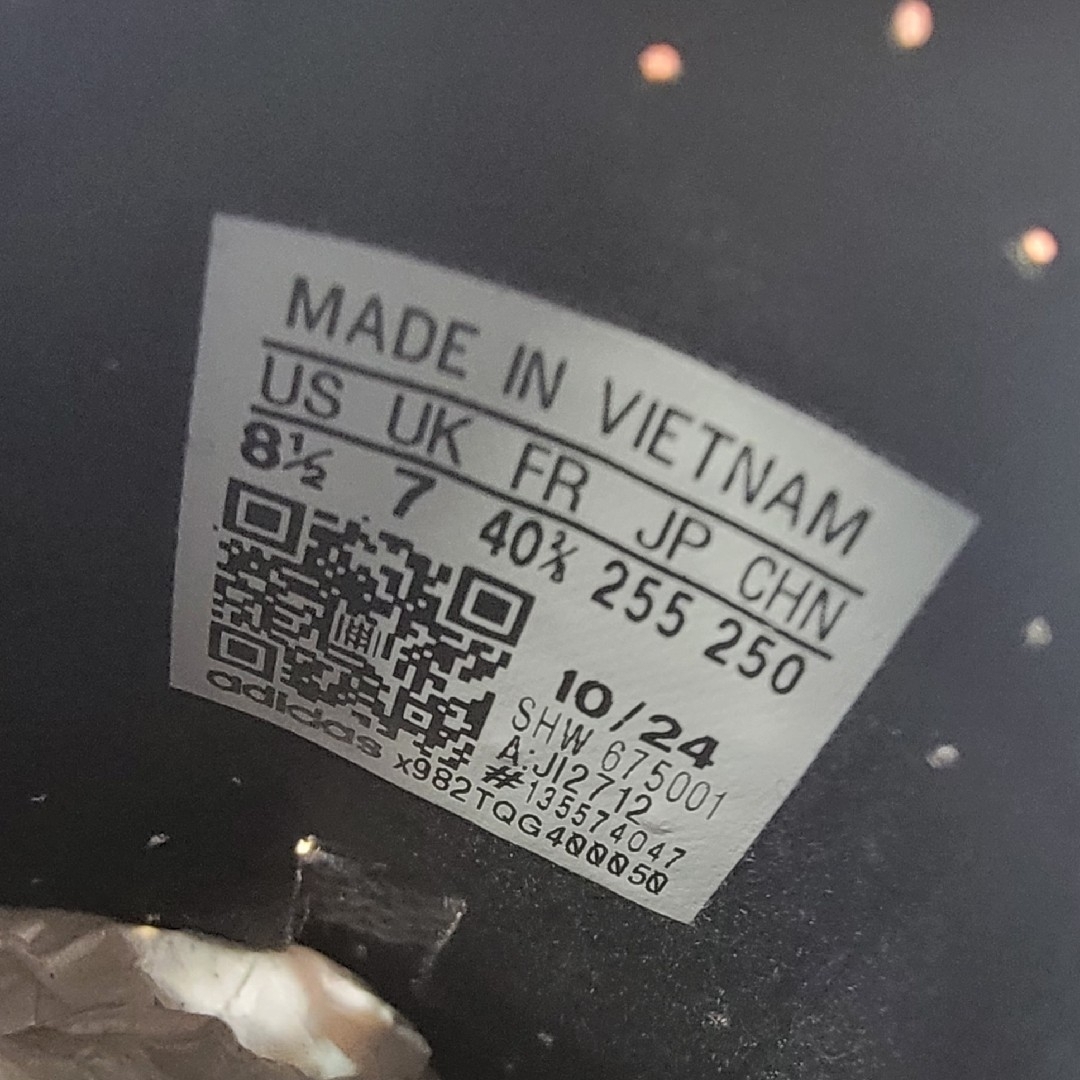 MADE IN VIETNAM
US UK FR JP CHN
8½ 7 40⅔ 255 250
10/24
SHW 675001
A:JI2712
#135574047
adidas x982TQG400050